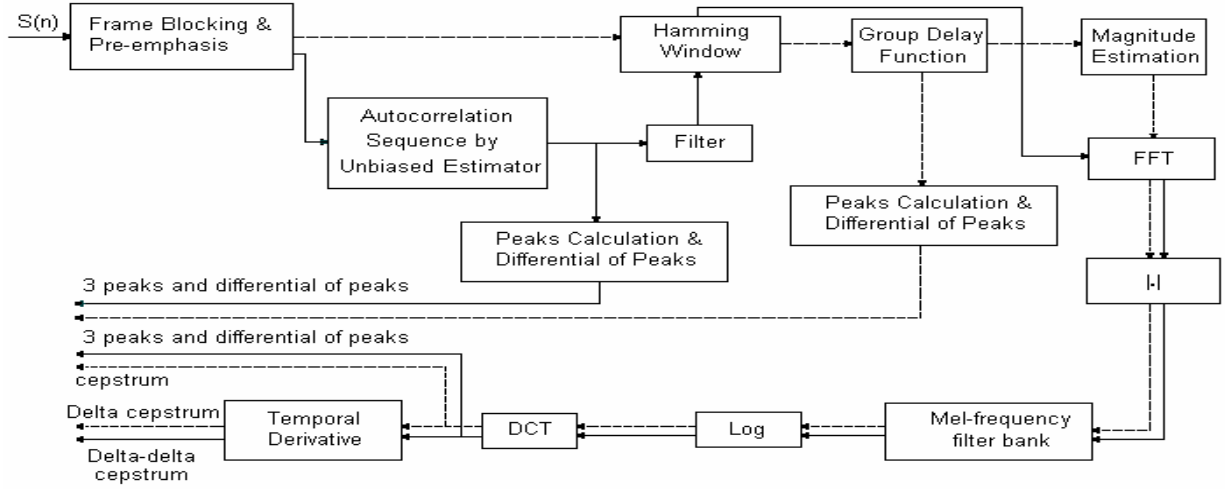 S(n)
Frame Blocking &
Pre-emphasis
Hamming
Window
Group Delay
Function
Magnitude
Estimation
Autocorrelation
Sequence by
Unbiased Estimator
Filter
FFT
Peaks Calculation &
Differential of Peaks
Peaks Calculation &
Differential of Peaks
|.|
3 peaks and differential of peaks
3 peaks and differential of peaks
cepstrum
Delta cepstrum
Temporal
Derivative
DCT
Log
Mel-frequency
filter bank
Delta-delta
cepstrum